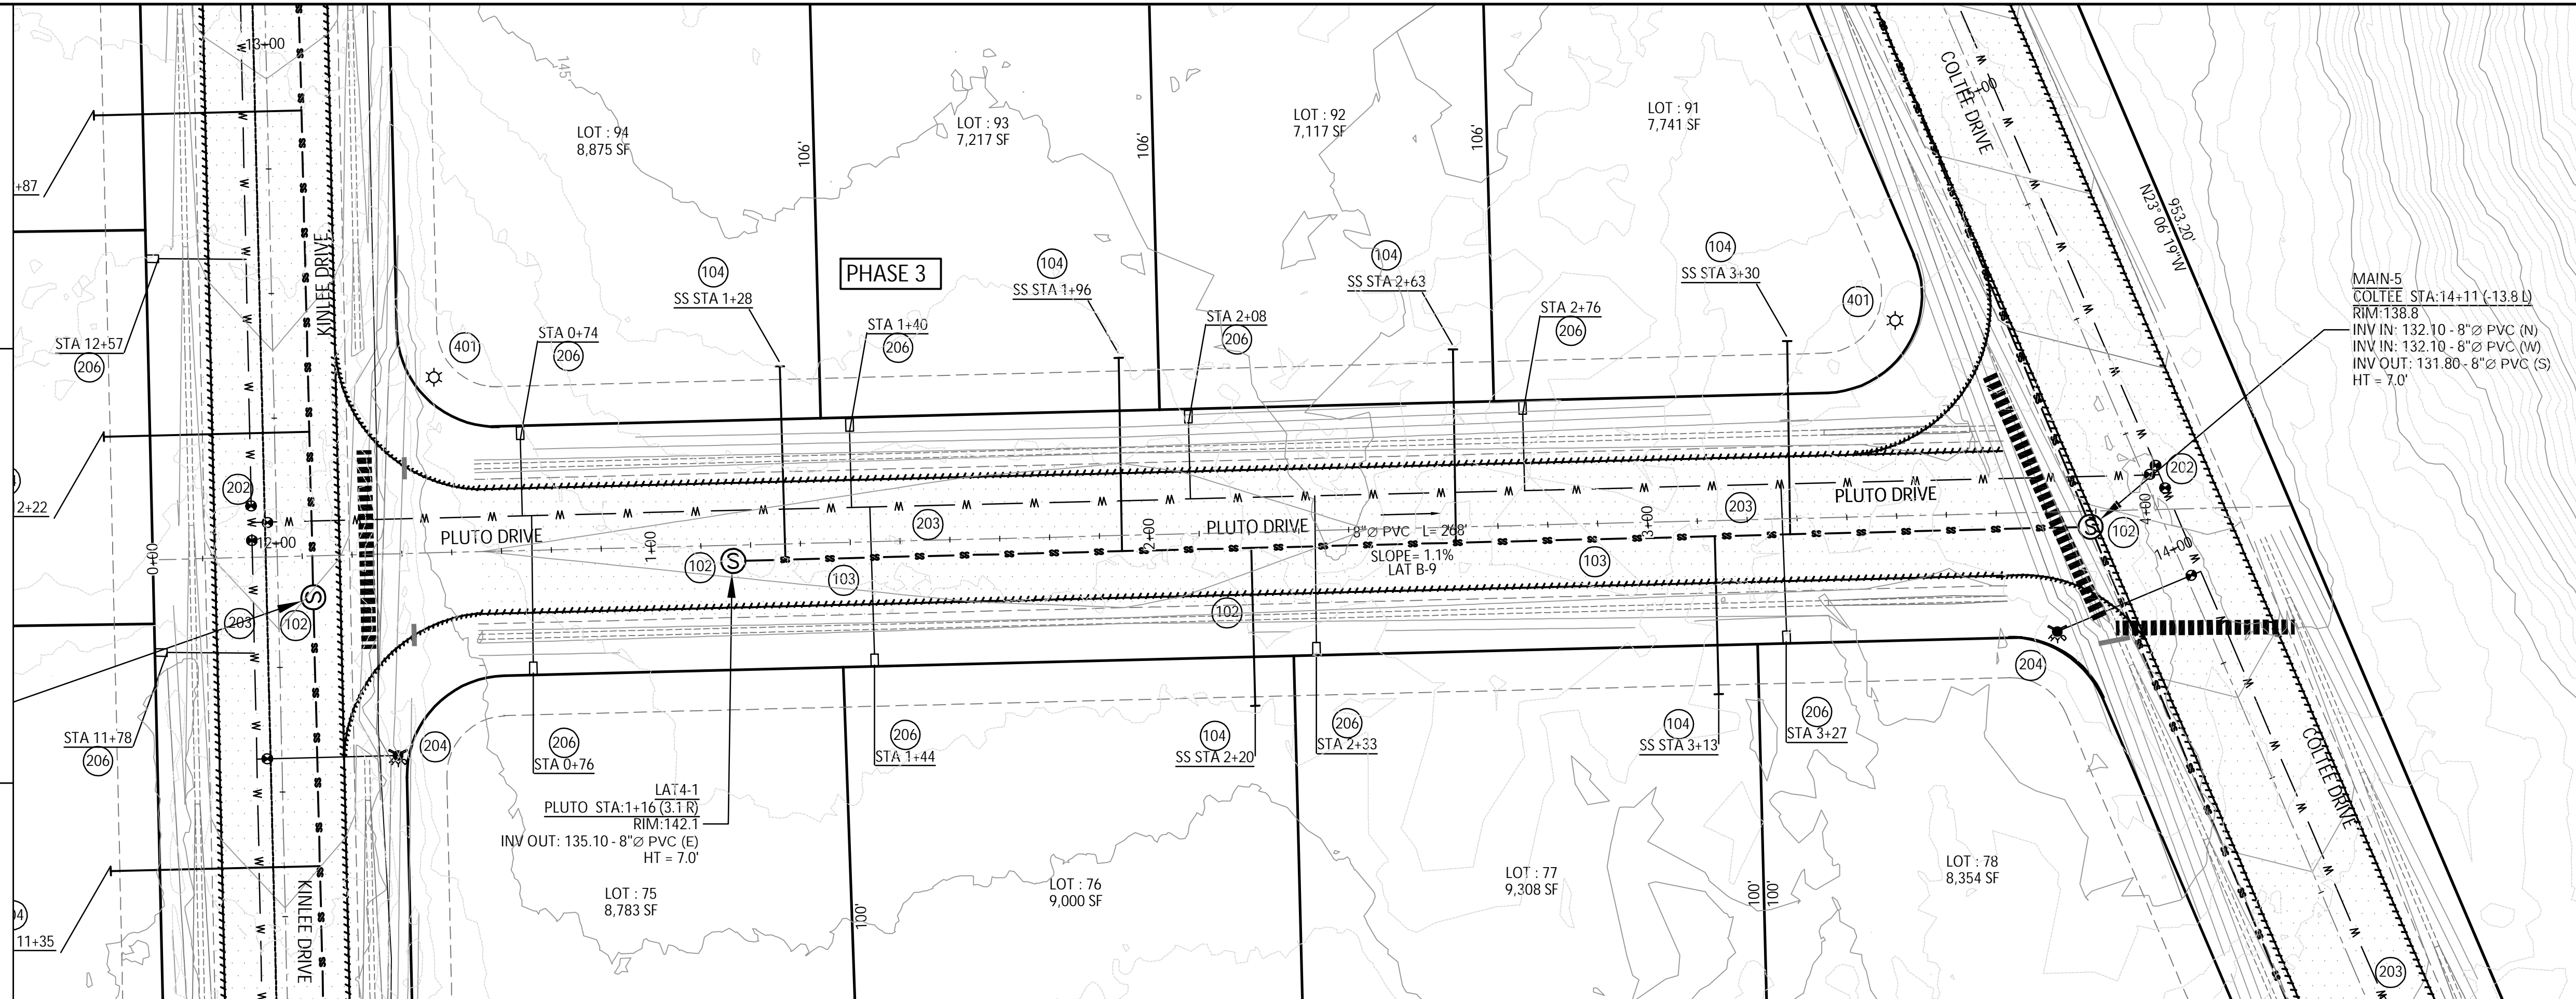 13+00
145
LOT : 94
8,875 SF
106'
LOT : 93
7,217 SF
106'
LOT : 92
7,117 SF
106'
LOT : 91
7,741 SF
COLTEE DRIVE
+00
953.20'
N23° 06' 19"W
+87
KINLEE DRIVE
STA 12+57
206
401
STA 0+74
206
104
SS STA 1+28
PHASE 3
STA 1+40
206
104
SS STA 1+96
STA 2+08
206
104
SS STA 2+63
STA 2+76
206
104
SS STA 3+30
401
MAIN-5
COLTEE STA:14+11 (-13.8 L)
RIM:138.8
INV IN: 132.10 - 8"Ø PVC (N)
INV IN: 132.10 - 8"Ø PVC (W)
INV OUT: 131.80 - 8"Ø PVC (S)
HT = 7.0'
2+22
202
12+00
0+00
203
102
S
PLUTO DRIVE
1+00
102
S
103
203
2+00
PLUTO DRIVE
8"Ø PVC L= 268'
SLOPE= 1.1%
LAT B-9
102
103
3+00
203
PLUTO DRIVE
S
102
202
4+00
14+00
204
STA 11+78
206
204
206
STA 0+76
LAT4-1
PLUTO STA:1+16 (3.1 R)
RIM:142.1
INV OUT: 135.10 - 8"Ø PVC (E)
HT = 7.0'
206
STA 1+44
104
SS STA 2+20
206
STA 2+33
104
SS STA 3+13
206
STA 3+27
COLTEE DRIVE
KINLEE DRIVE
LOT : 75
8,783 SF
100'
LOT : 76
9,000 SF
LOT : 77
9,308 SF
100'
100'
LOT : 78
8,354 SF
11+35
203